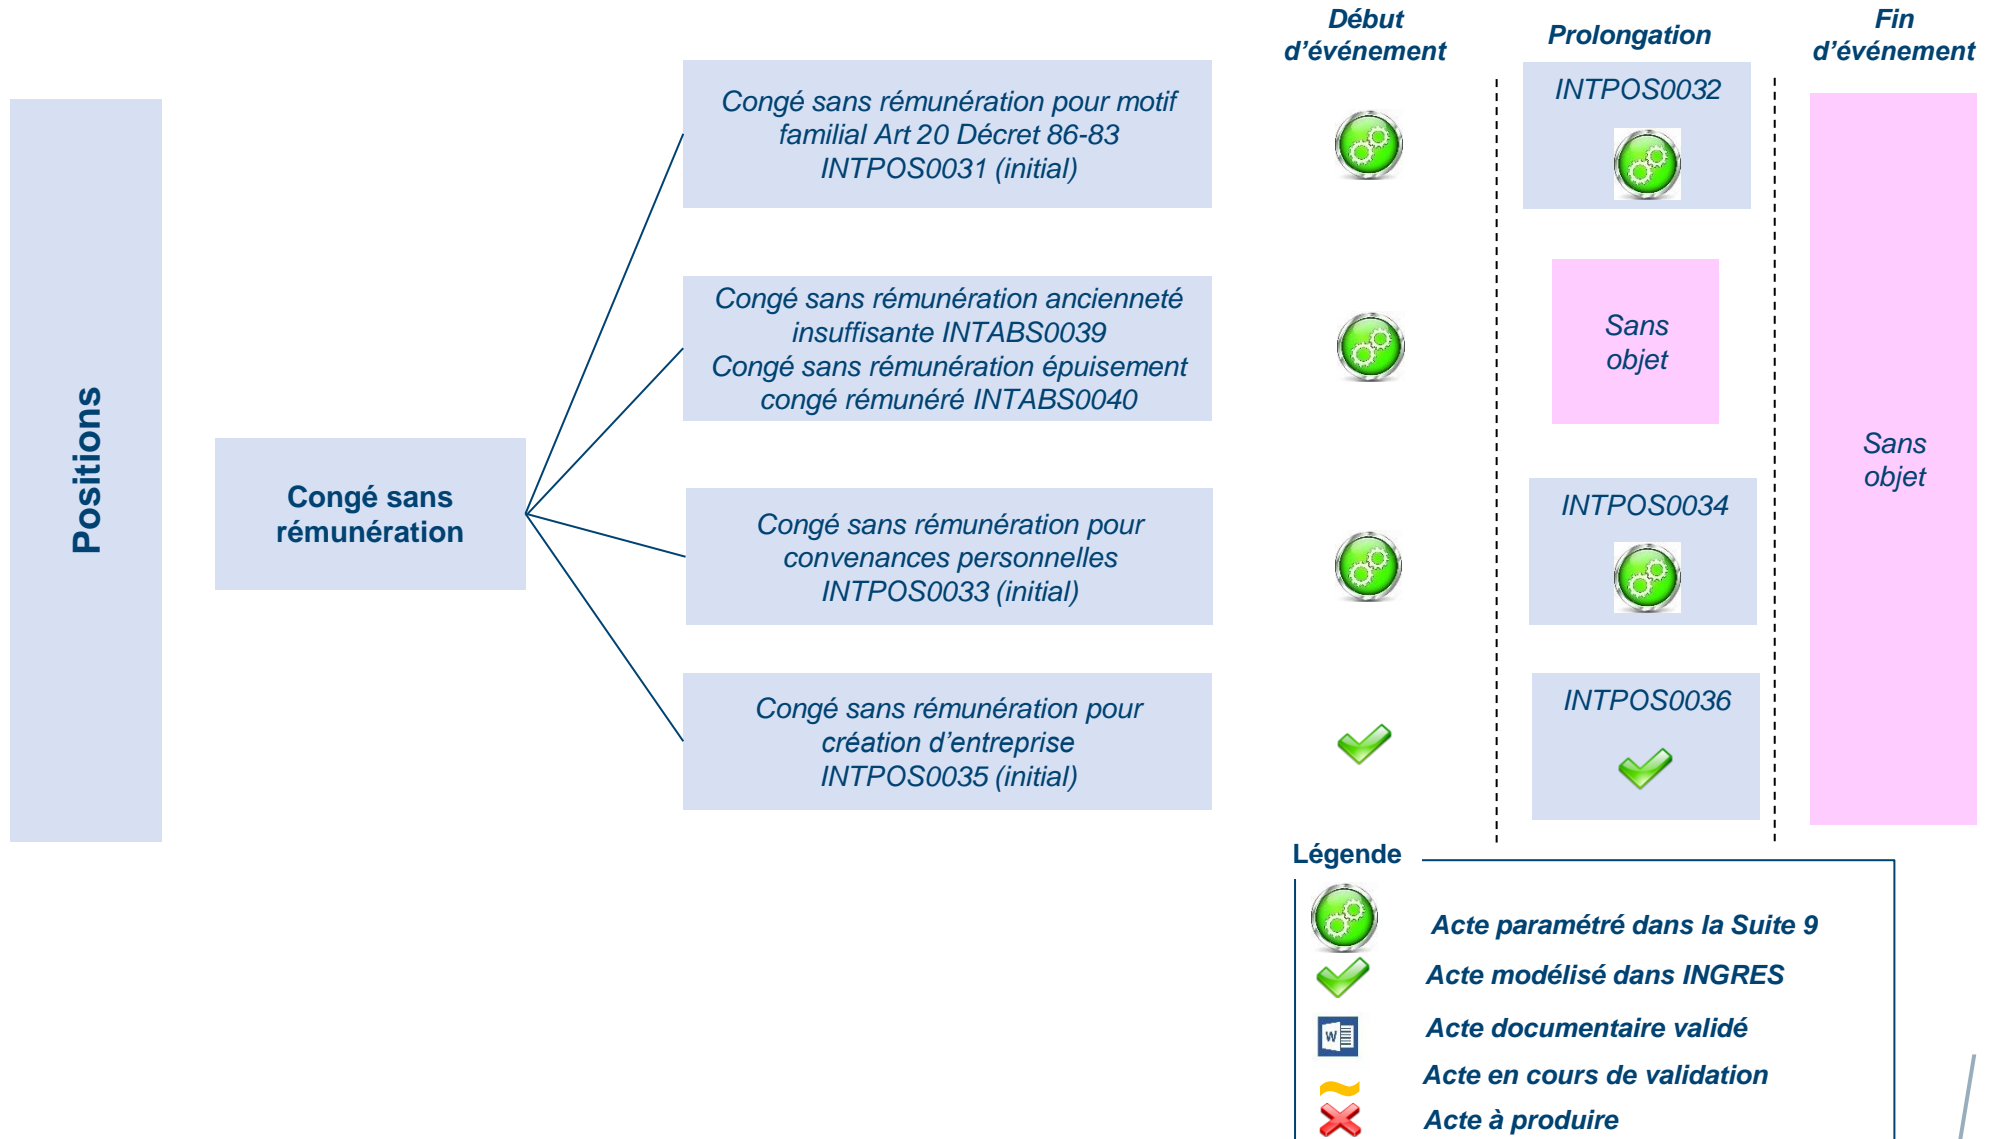 Début
d’événement
Prolongation
Fin
d’événement
Positions
Congé sans
rémunération
Congé sans rémunération pour motif
familial Art 20 Décret 86-83
INTPOS0031 (initial)
INTPOS0032
Congé sans rémunération ancienneté
insuffisante INTABS0039
Congé sans rémunération épuisement
congé rémunéré INTABS0040
Sans
objet
Sans
objet
Congé sans rémunération pour
convenances personnelles
INTPOS0033 (initial)
INTPOS0034
Congé sans rémunération pour
création d’entreprise
INTPOS0035 (initial)
INTPOS0036
Légende
Acte paramétré dans la Suite 9
Acte modélisé dans INGRES
W
Acte documentaire validé
Acte en cours de validation
Acte à produire